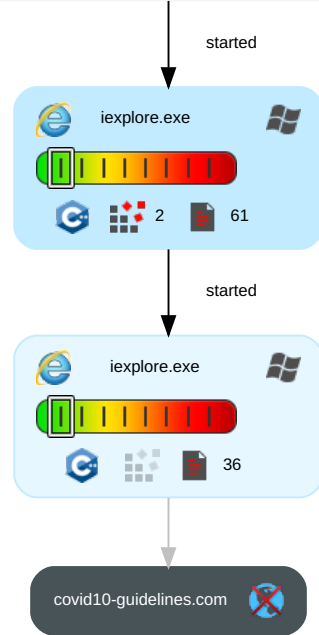 started
iexplore.exe
2
61
started
iexplore.exe
36
covid10-guidelines.com